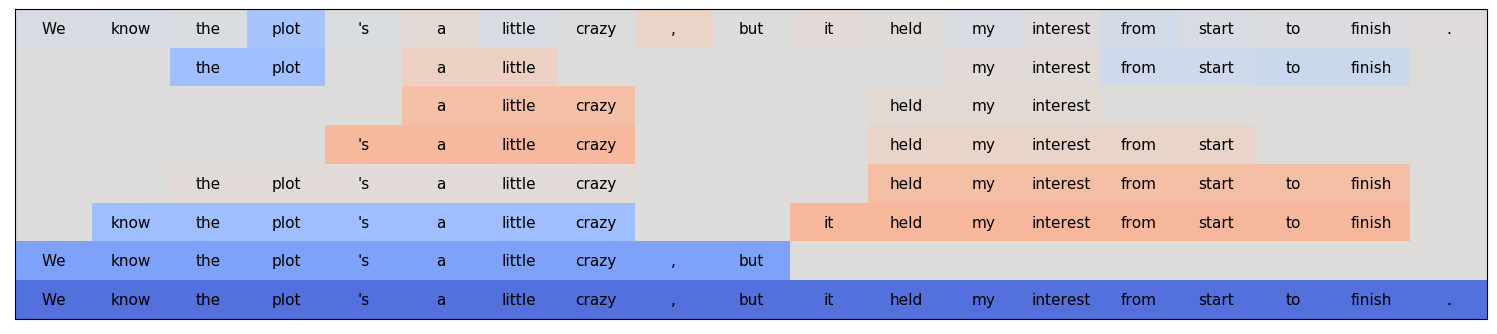 We know the plot 's a little crazy , but it held my interest from start to finish .
the plot a little my interest from start to finish
a little crazy held my interest
's a little crazy held my interest from start
the plot 's a little crazy held my interest from start to finish
know the plot 's a little crazy it held my interest from start to finish
We know the plot 's a little crazy , but
We know the plot 's a little crazy , but it held my interest from start to finish .